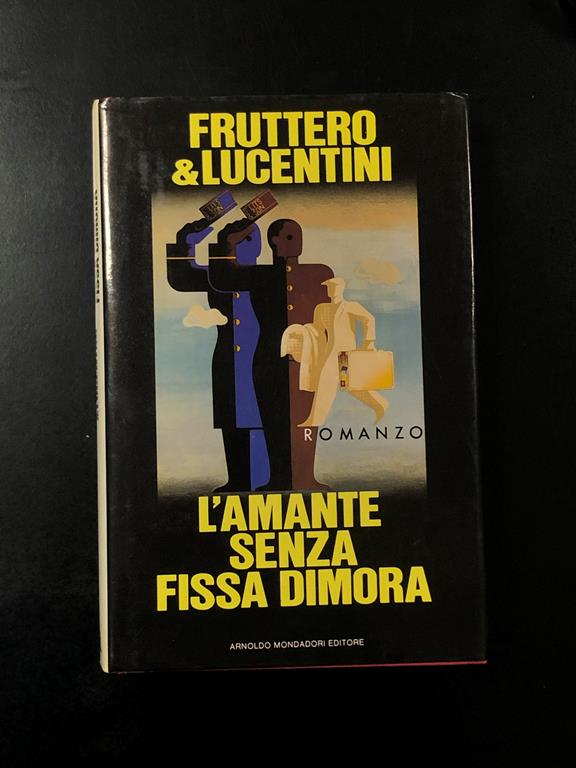 FRUTTERO
& LUCENTINI
ROMANZO
L'AMANTE
SENZA
FISSA DIMORA
ARNOLDO MONDADORI EDITORE